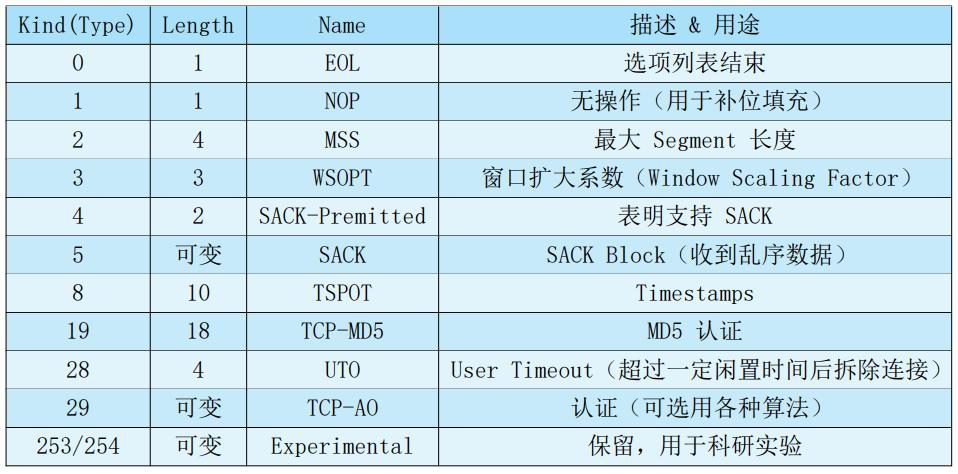 Kind(Type) Length Name 描述 & 用途
0 1 EOL 选项列表结束
1 1 NOP 无操作（用于补位填充）
2 4 MSS 最大 Segment 长度
3 3 WSOPT 窗口扩大系数（Window Scaling Factor）
4 2 SACK-Premitted 表明支持 SACK
5 可变 SACK SACK Block（收到乱序数据）
8 10 TSPOT Timestamps
19 18 TCP-MD5 MD5 认证
28 4 UTO User Timeout（超过一定闲置时间后拆除连接）
29 可变 TCP-AO 认证（可选用各种算法）
253/254 可变 Experimental 保留，用于科研实验